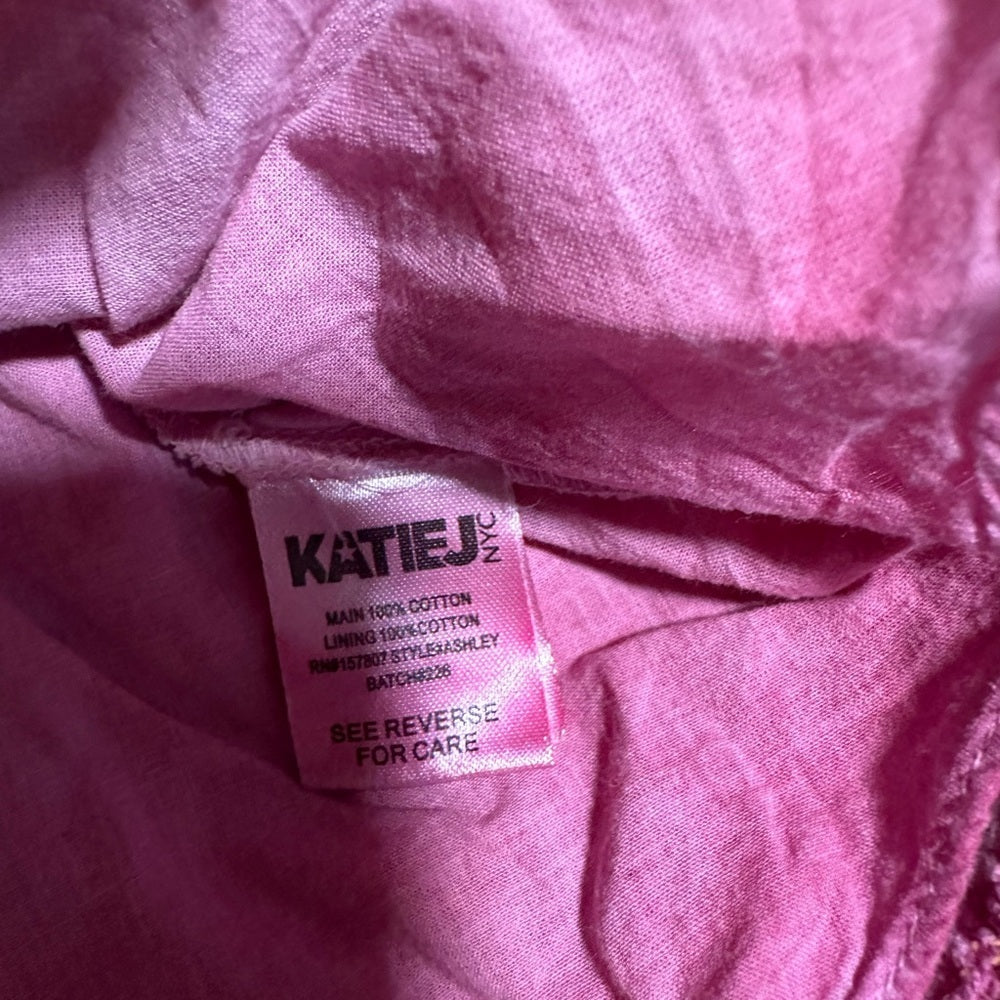 KATIEJ NYC
MAIN 100% COTTON
LINING 100% COTTON
RN#157807 STYLE#ASHLEY
BATCH#226
SEE REVERSE
FOR CARE